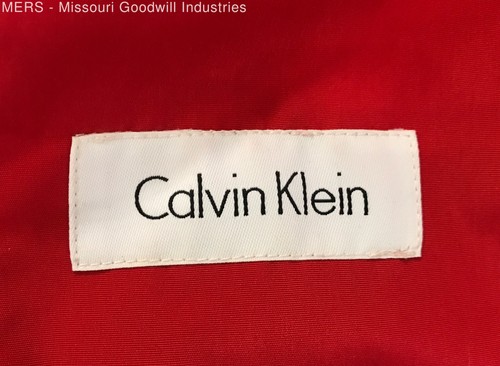 MERS - Missouri Goodwill Industries
Calvin Klein